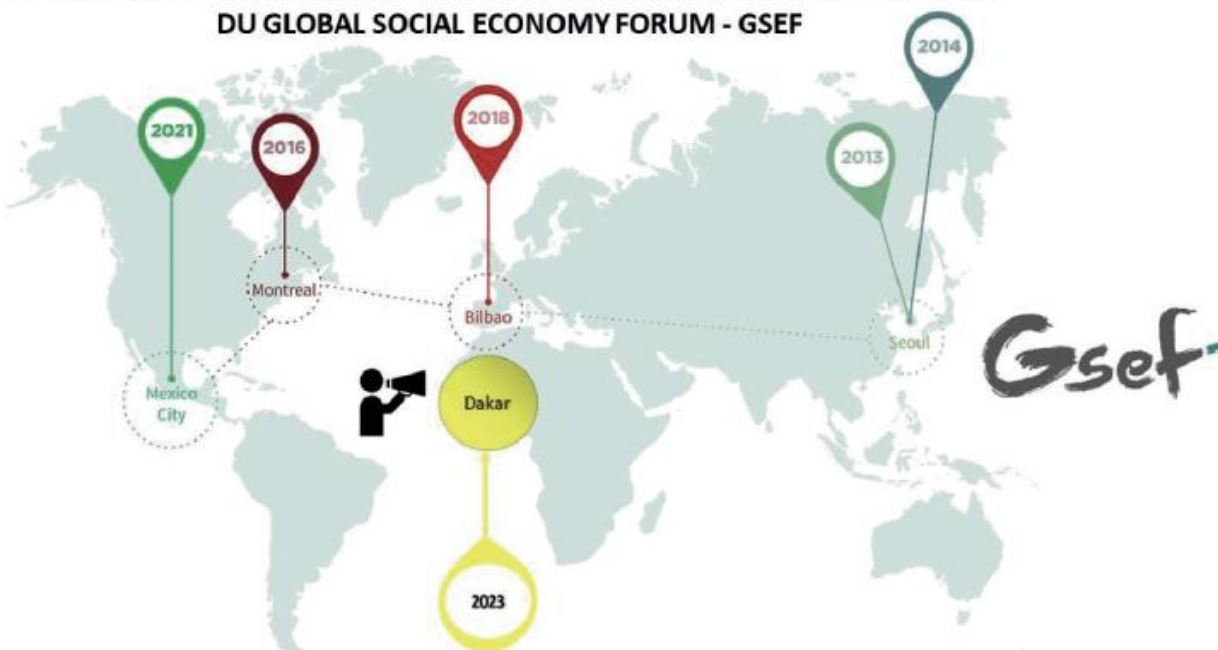 DU GLOBAL SOCIAL ECONOMY FORUM - GSEF
2014
2021
2016
2018
2013
Montreal
Bilbao
Seoul
Mexico
City
Dakar
Gsef
2023